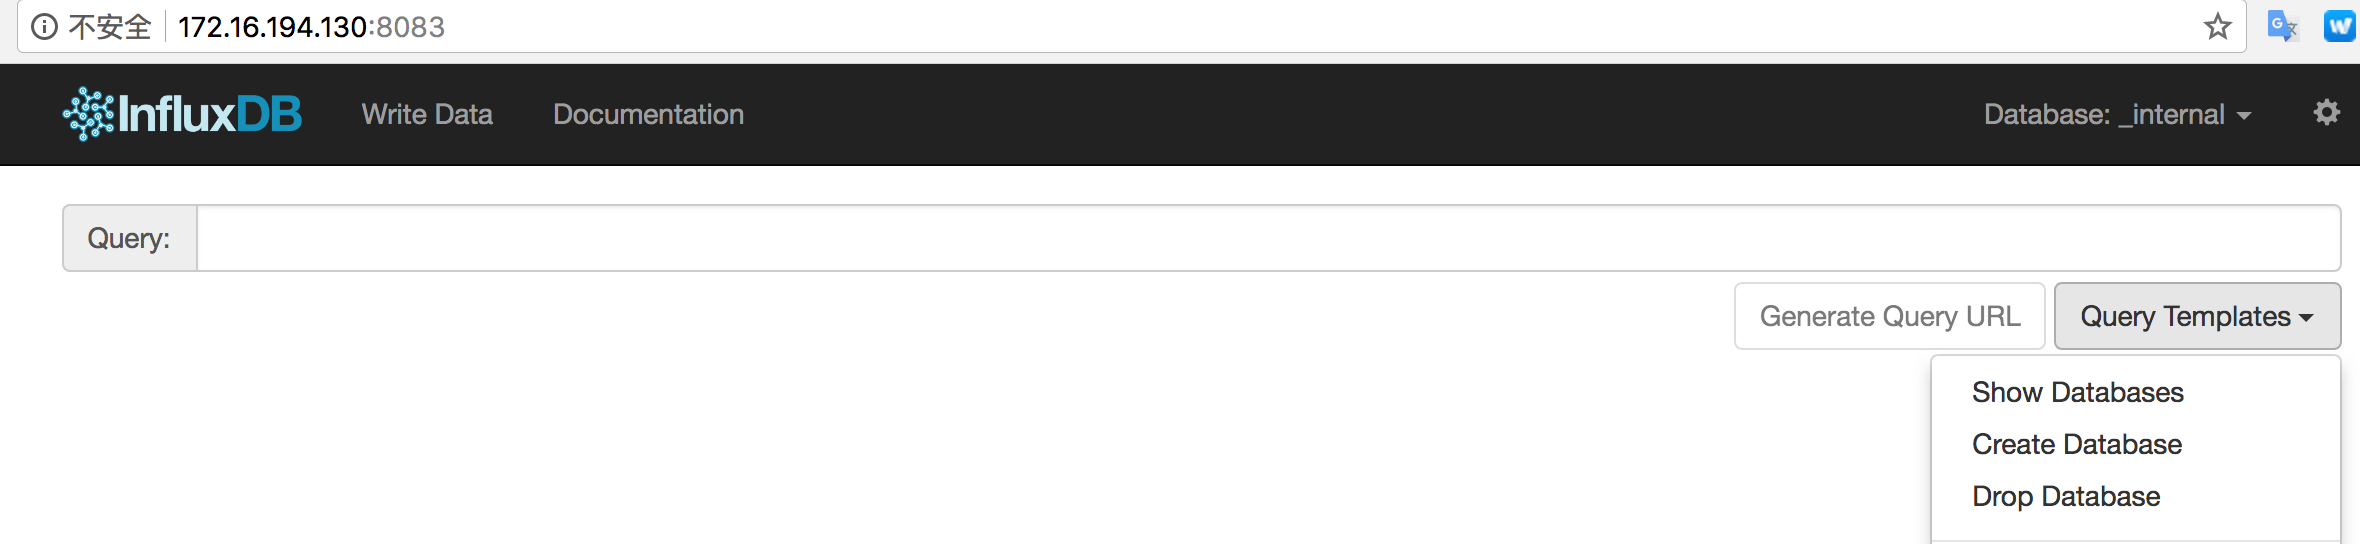 不安全 172.16.194.130:8083
InfluxDB Write Data Documentation Database: _internal
Query:
Generate Query URL Query Templates
Show Databases
Create Database
Drop Database